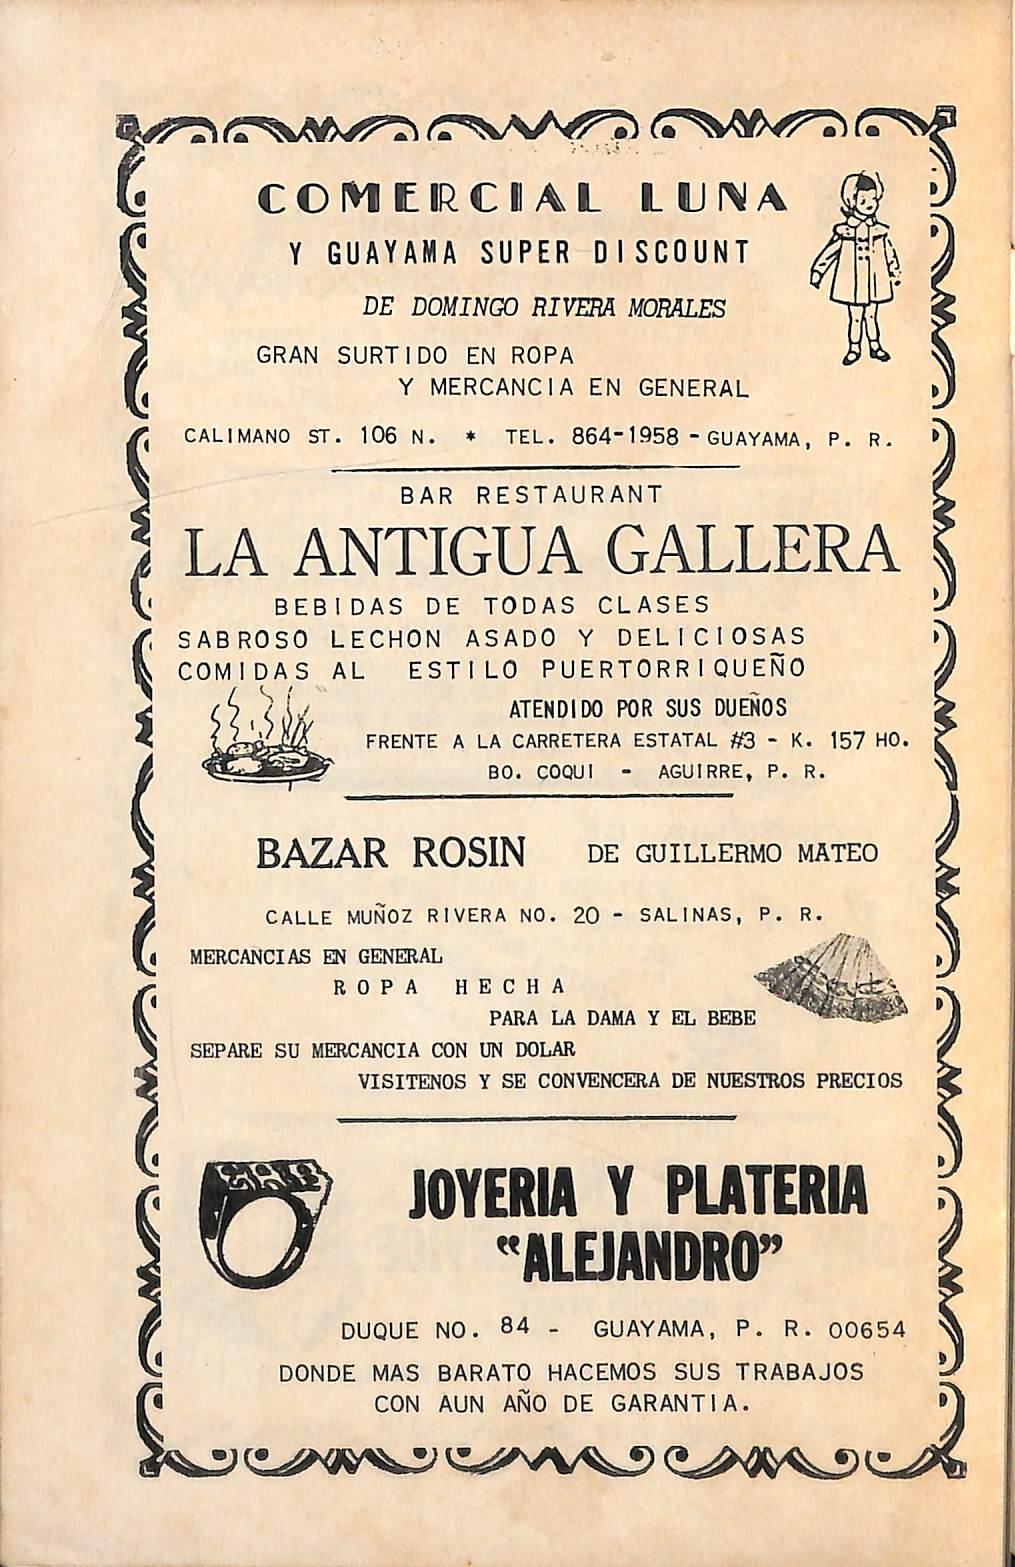 COMERCIAL LUNA
Y GUAYAMA SUPER DISCOUNT
DE DOMINGO RIVERA MORALES
GRAN SURTIDO EN ROPA
Y MERCANCIA EN GENERAL
CALIMANO ST. 106 N. * TEL. 864-1958 - GUAYAMA, P. R.
BAR RESTAURANT
LA ANTIGUA GALLERA
BEBIDAS DE TODAS CLASES
SABROSO LECHON ASADO Y DELICIOSAS
COMIDAS AL ESTILO PUERTORRIQUEÑO
ATENDIDO POR SUS DUEÑOS
FRENTE A LA CARRETERA ESTATAL #3 - K. 157 HO.
BO. COQUI - AGUIRRE, P. R.
BAZAR ROSIN DE GUILLERMO MATEO
CALLE MUÑOZ RIVERA NO. 20 - SALINAS, P. R.
MERCANCIAS EN GENERAL
ROPA HECHA
PARA LA DAMA Y EL BEBE
SEPARE SU MERCANCIA CON UN DOLAR
VISITENOS Y SE CONVENCERA DE NUESTROS PRECIOS
JOYERIA Y PLATERIA
"ALEJANDRO"
DUQUE NO. 84 - GUAYAMA, P. R. 00654
DONDE MAS BARATO HACEMOS SUS TRABAJOS
CON AUN AÑO DE GARANTIA.